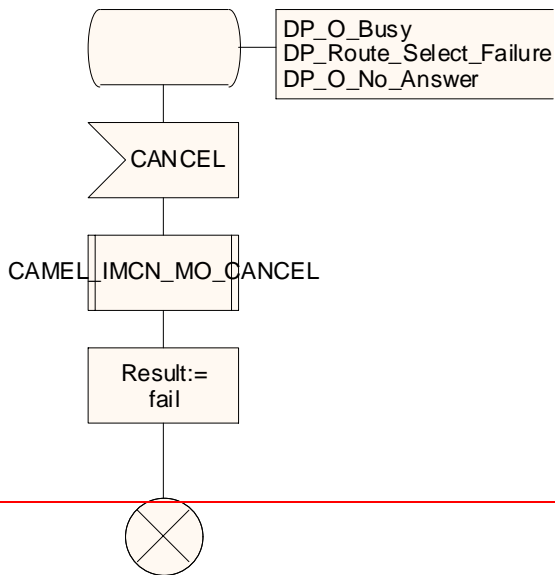 DP_O_Busy
DP_Route_Select_Failure
DP_O_No_Answer
CANCEL
CAMEL_IMCN_MO_CANCEL
Result:=
fail